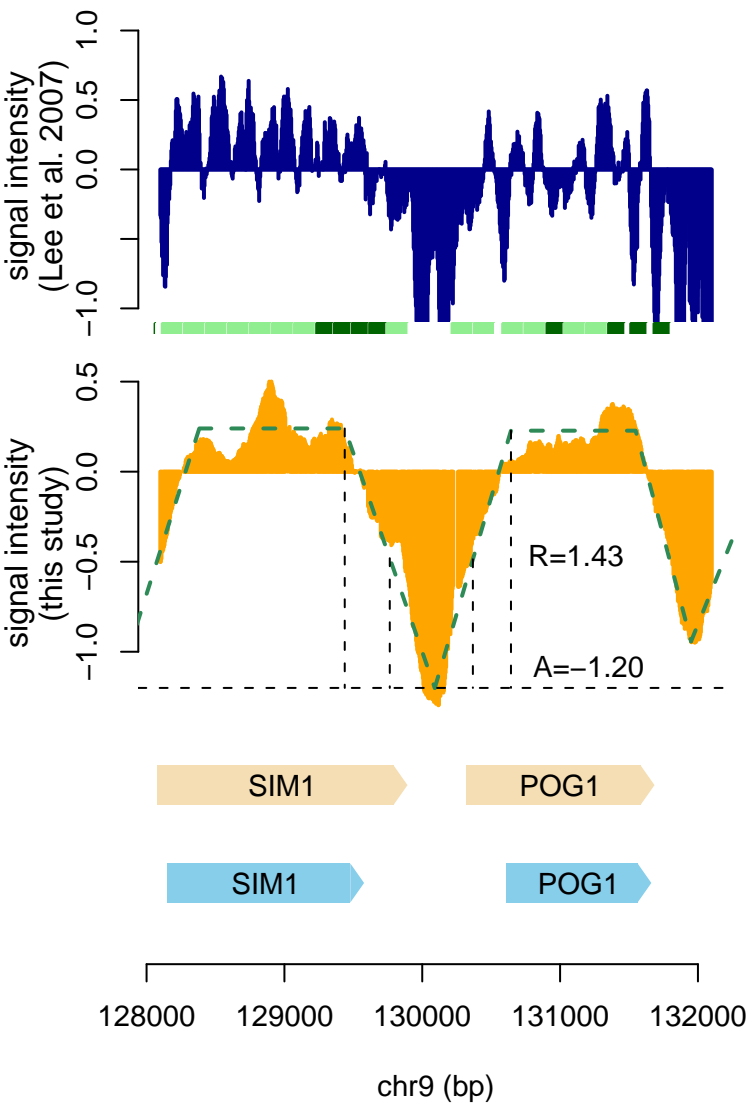 signal intensity
(Lee et al. 2007)
1.0
0.5
0.0
−1.0
signal intensity
(this study)
0.5
0.0
−0.5
−1.0
R=1.43
A=−1.20
SIM1 POG1
SIM1 POG1
128000 129000 130000 131000 132000
chr9 (bp)